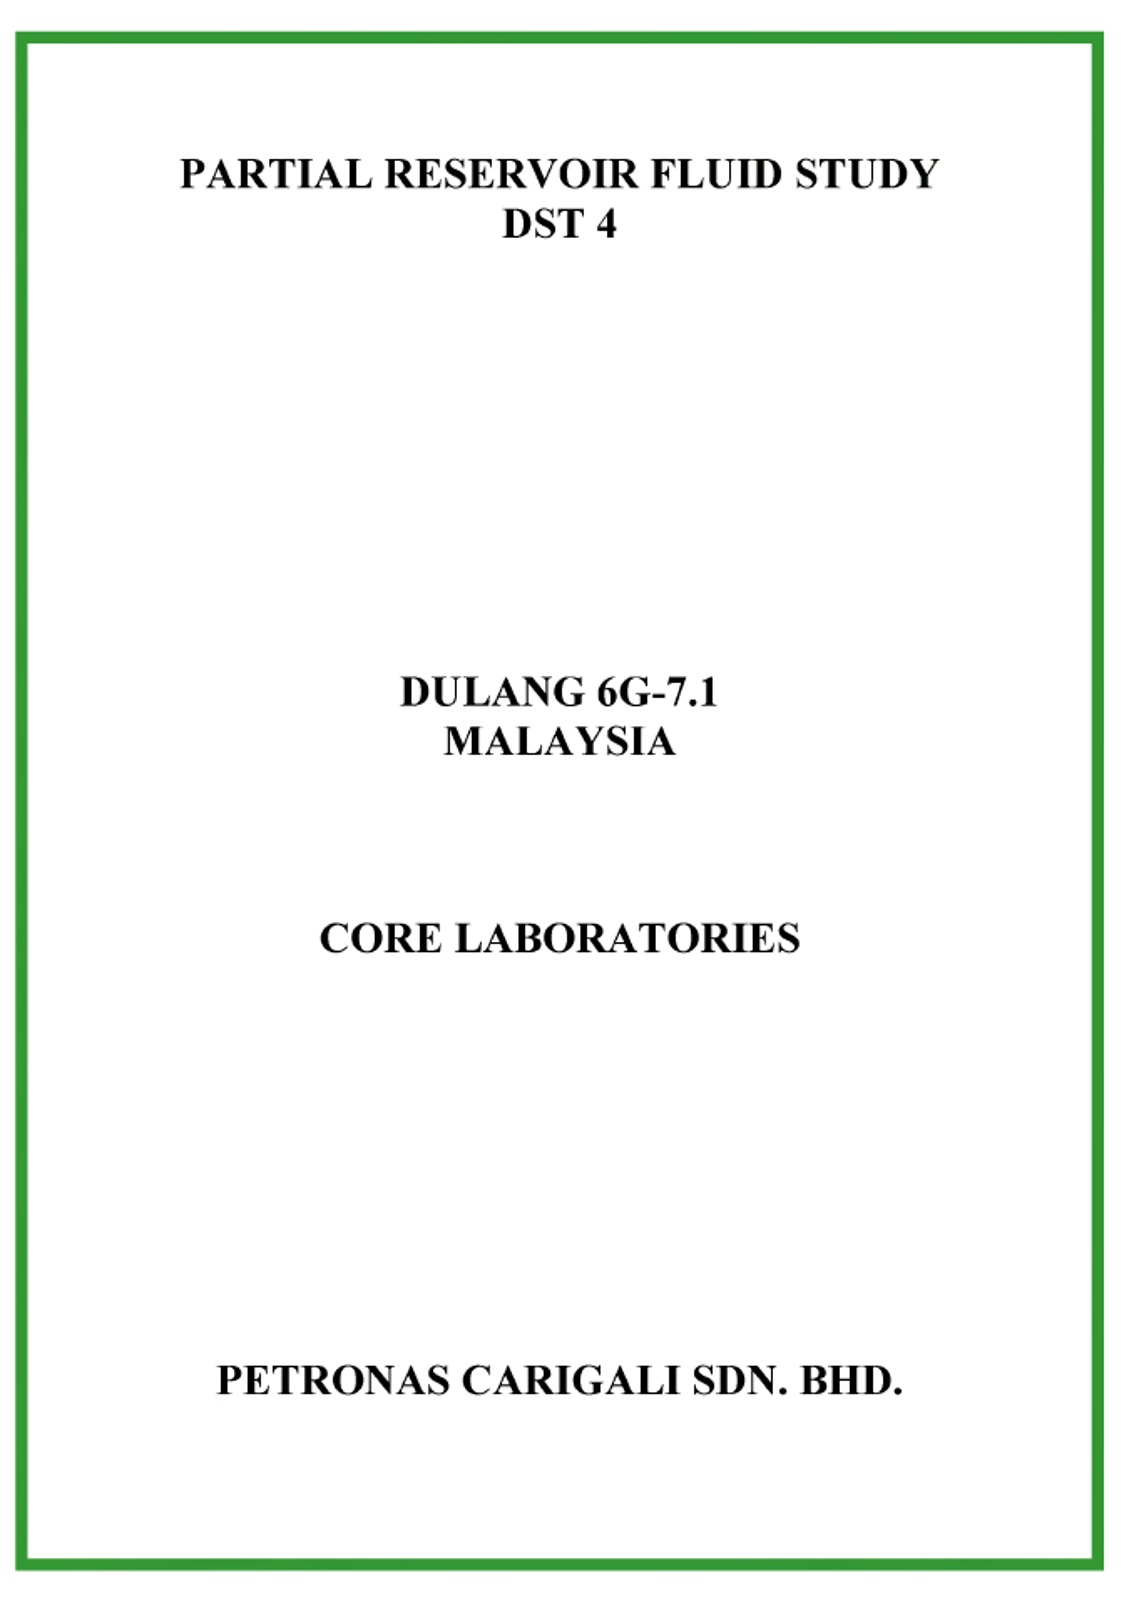 PARTIAL RESERVOIR FLUID STUDY
DST 4
DULANG 6G-7.1
MALAYSIA
CORE LABORATORIES
PETRONAS CARIGALI SDN. BHD.